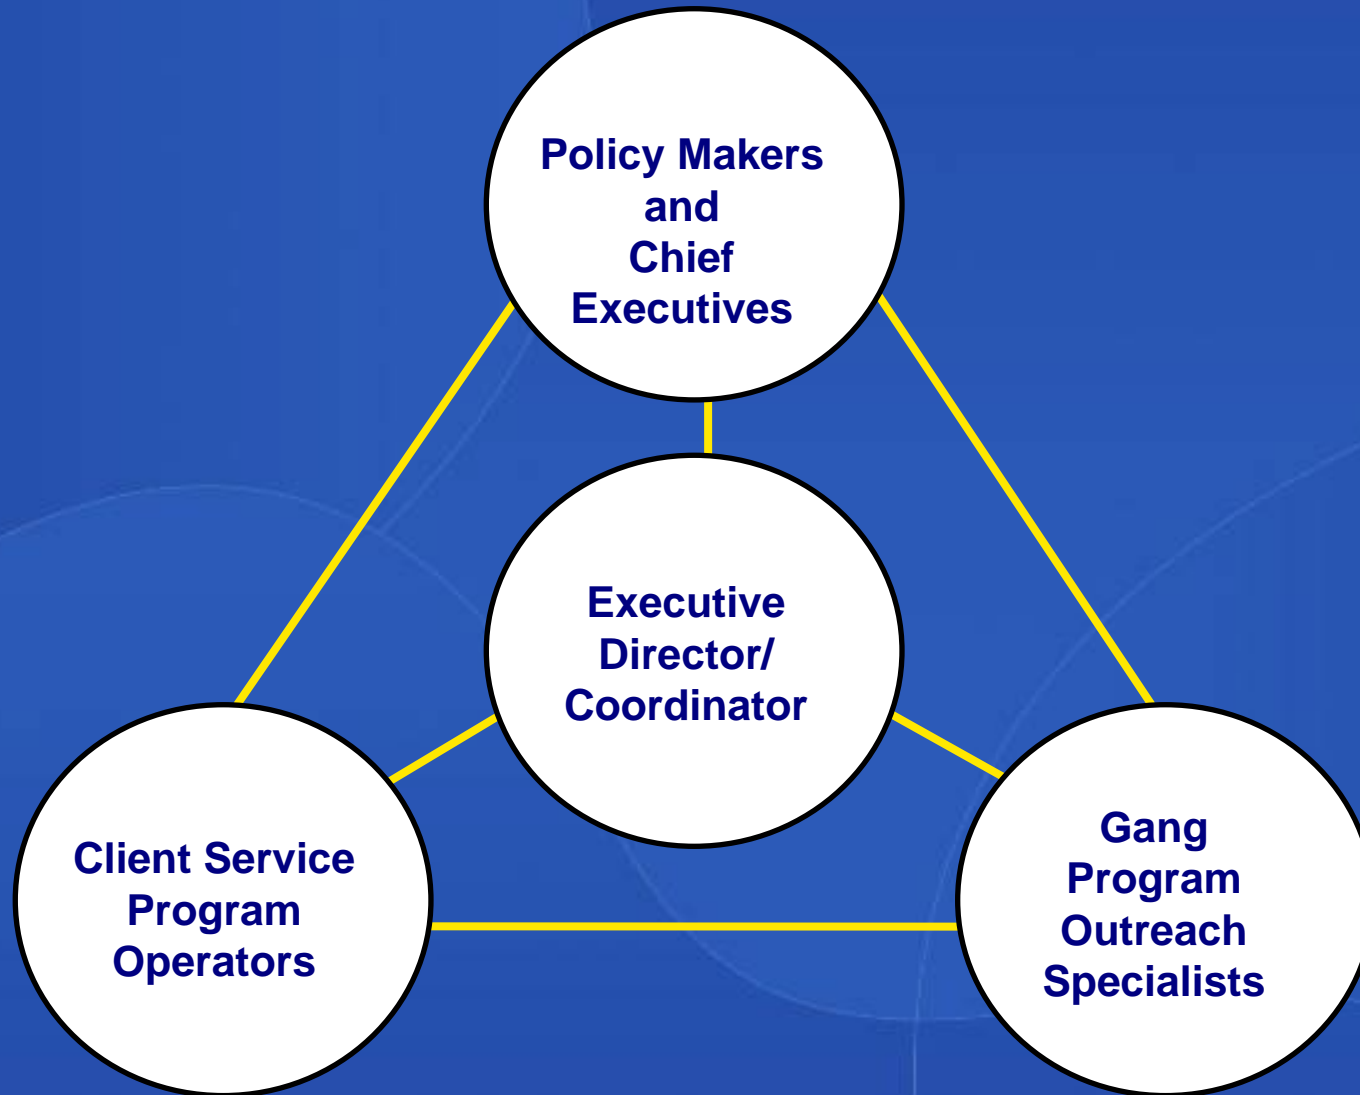 Policy Makers
and
Chief
Executives
Executive
Director/
Coordinator
Client Service
Program
Operators
Gang
Program
Outreach
Specialists